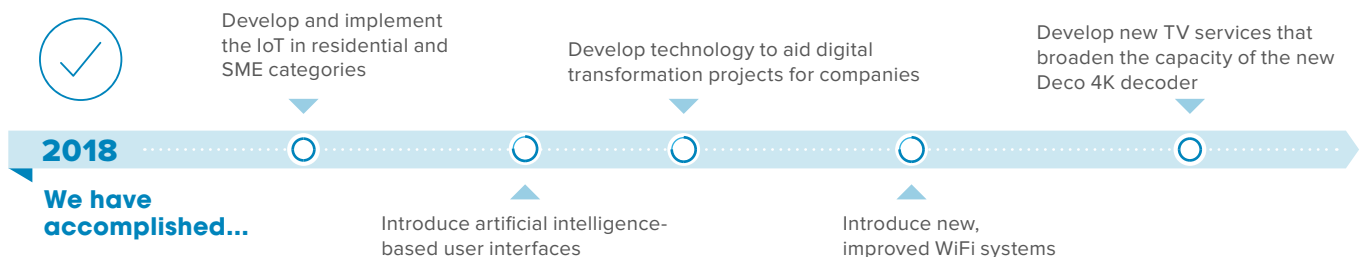 Develop and implement
the IoT in residential and
SME categories
Develop technology to aid digital
transformation projects for companies
Develop new TV services that
broaden the capacity of the new
Deco 4K decoder
2018
We have
accomplished...
Introduce artificial intelligence-
based user interfaces
Introduce new,
improved WiFi systems